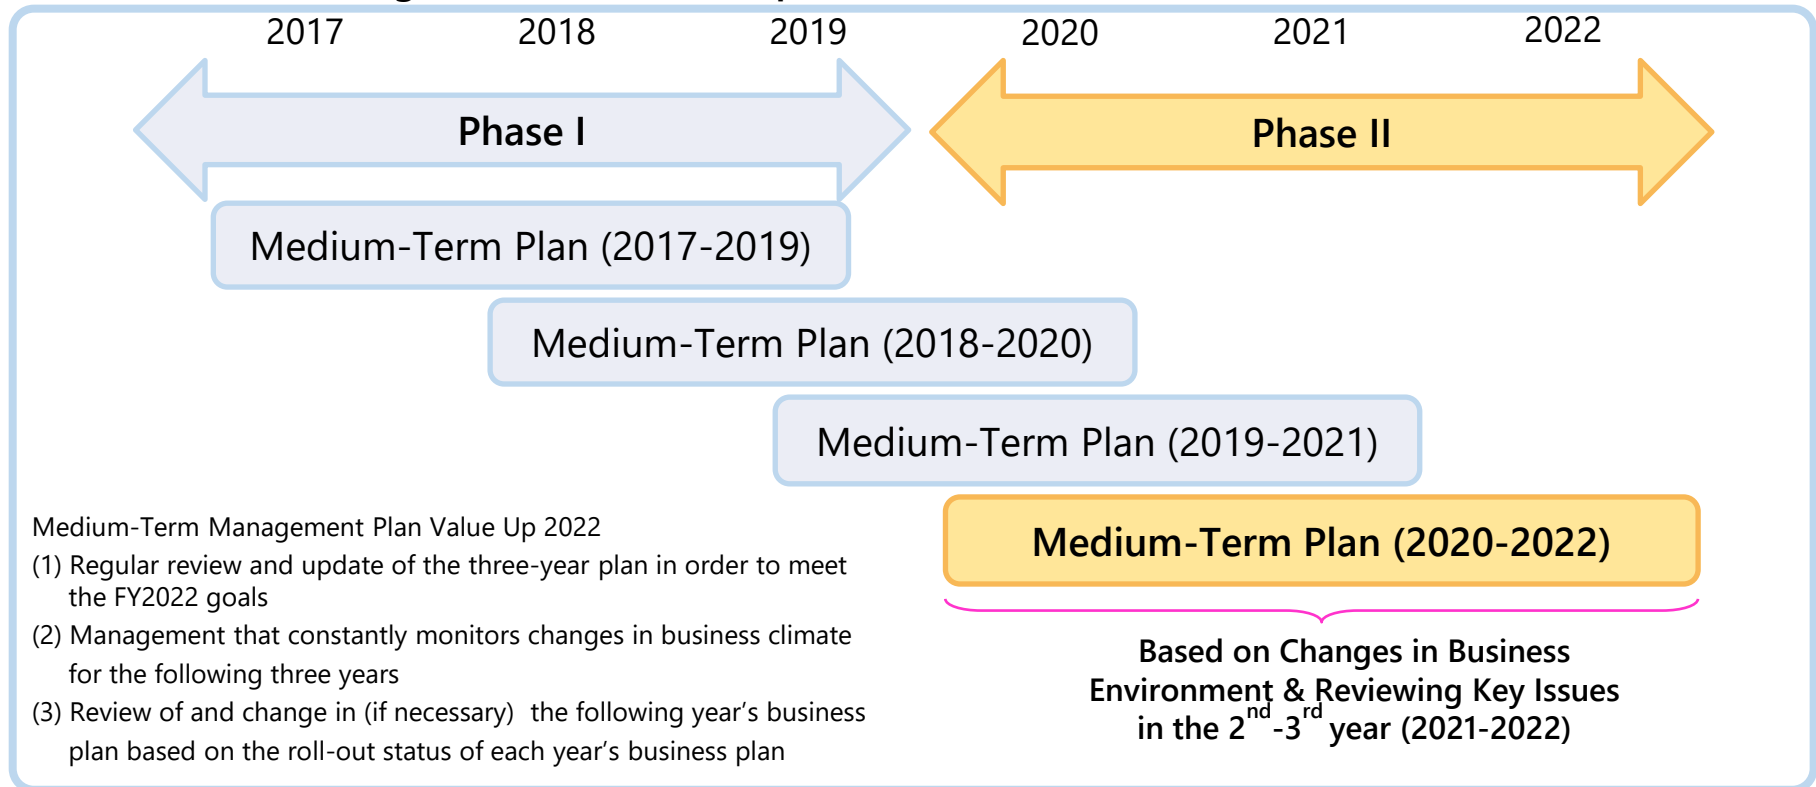 2017 2018 2019 2020 2021 2022
Phase I
Phase II
Medium-Term Plan (2017-2019)
Medium-Term Plan (2018-2020)
Medium-Term Plan (2019-2021)
Medium-Term Plan (2020-2022)
Medium-Term Management Plan Value Up 2022
(1) Regular review and update of the three-year plan in order to meet
the FY2022 goals
(2) Management that constantly monitors changes in business climate
for the following three years
(3) Review of and change in (if necessary) the following year's business
plan based on the roll-out status of each year's business plan
Based on Changes in Business
Environment & Reviewing Key Issues
in the 2nd-3rd year (2021-2022)